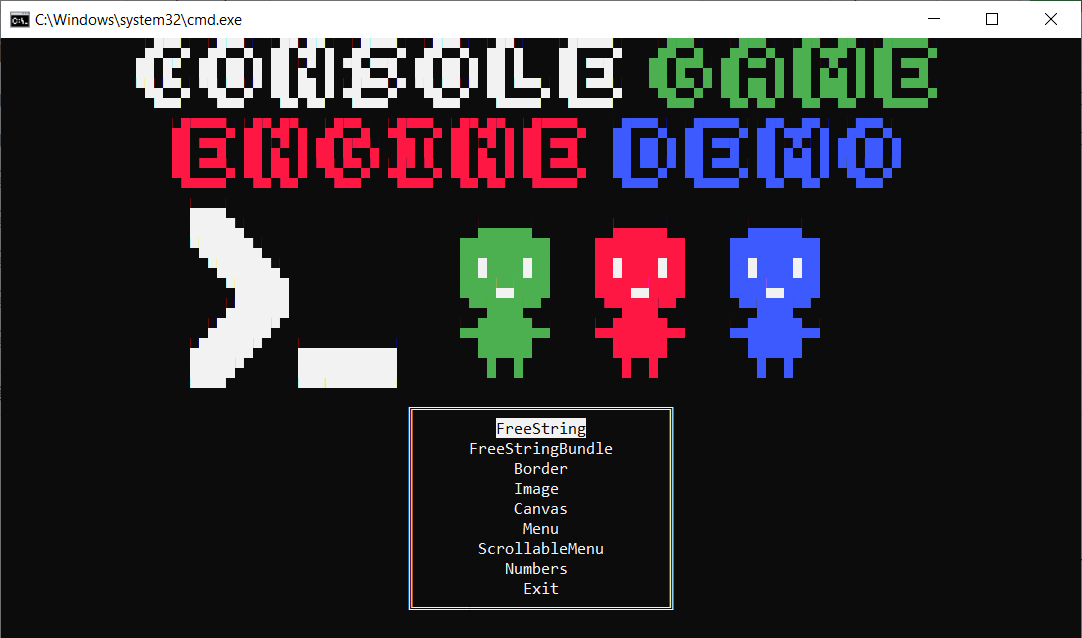 C:\Windows\system32\cmd.exe
CONSOLE GAME
ENGINE DEMO
>_
FreeString
FreeStringBundle
Border
Image
Canvas
Menu
ScrollableMenu
Numbers
Exit